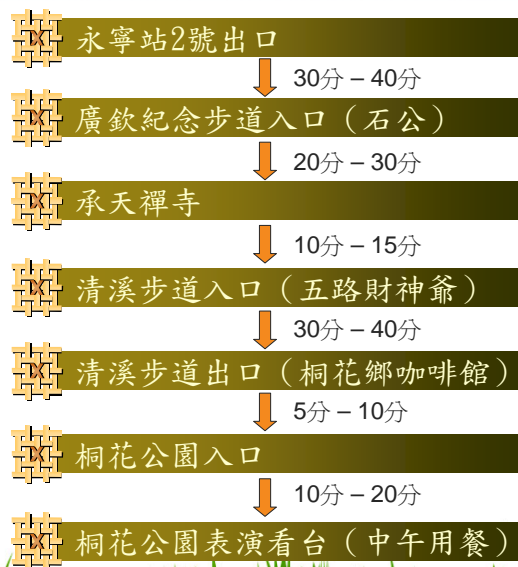 永寧站2號出口
30分 – 40分
廣欽紀念步道入口（石公）
20分 – 30分
承天禪寺
10分 – 15分
清溪步道入口（五路財神爺）
30分 – 40分
清溪步道出口（桐花鄉咖啡館）
5分 – 10分
桐花公園入口
10分 – 20分
桐花公園表演看台（中午用餐）